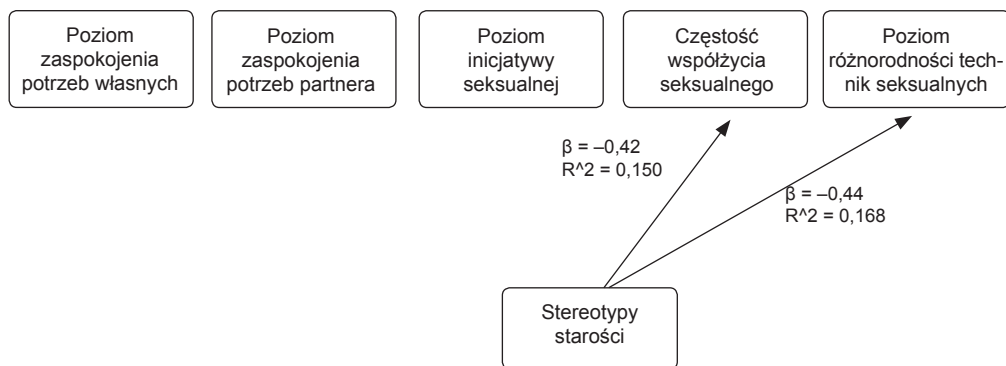 Poziom
zaspokojenia
potrzeb własnych
Poziom
zaspokojenia
potrzeb partnera
Poziom
inicjatywy
seksualnej
Częstość
współżycia
seksualnego
Poziom
różnorodności tech-
nik seksualnych
β = –0,42
R^2 = 0,150
β = –0,44
R^2 = 0,168
Stereotypy
starości